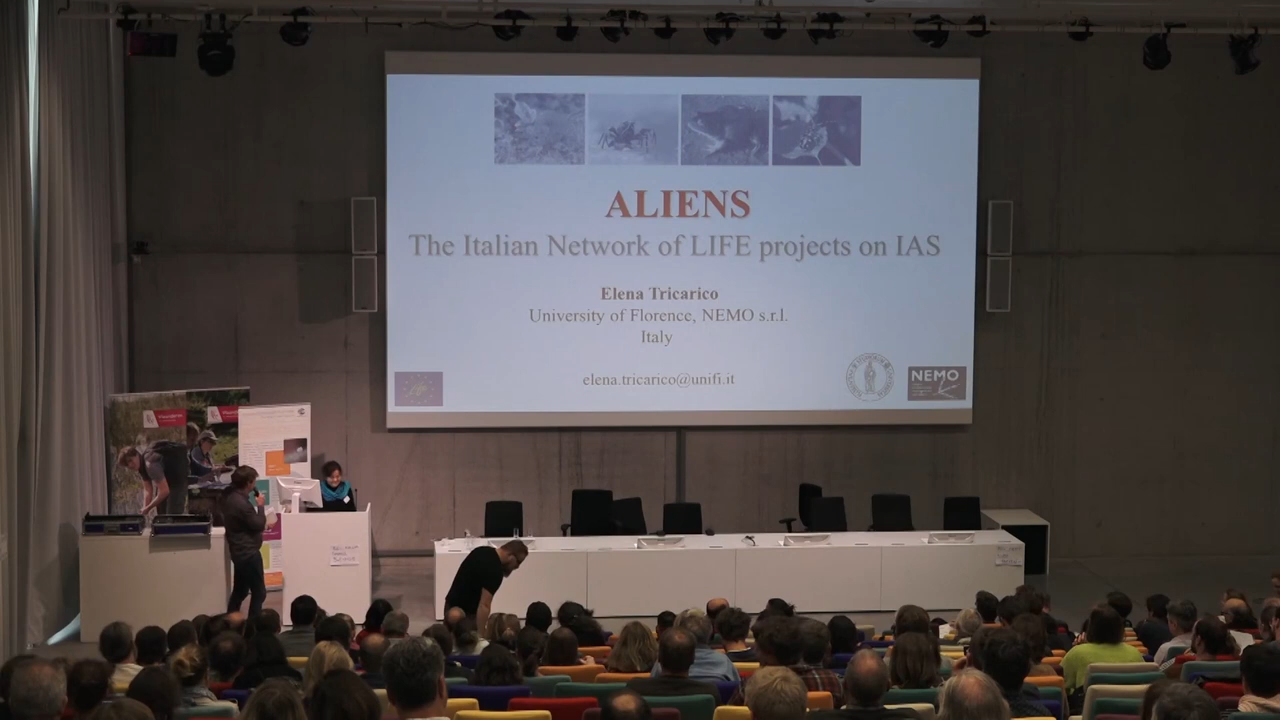 ALIENS
The Italian Network of LIFE projects on IAS
Elena Tricarico
University of Florence, NEMO s.r.l.
Italy
elena.tricarico@unifi.it
NEMO